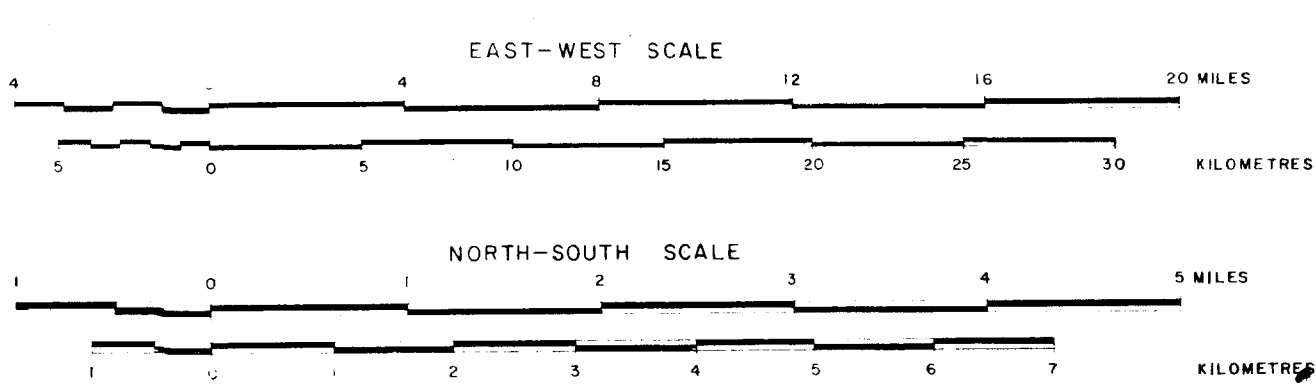 EAST-WEST SCALE
4 4 8 12 16 20 MILES
5 0 5 10 15 20 25 30 KILOMETRES
NORTH-SOUTH SCALE
1 0 1 2 3 4 5 MILES
1 0 1 2 3 4 5 6 7 KILOMETRES